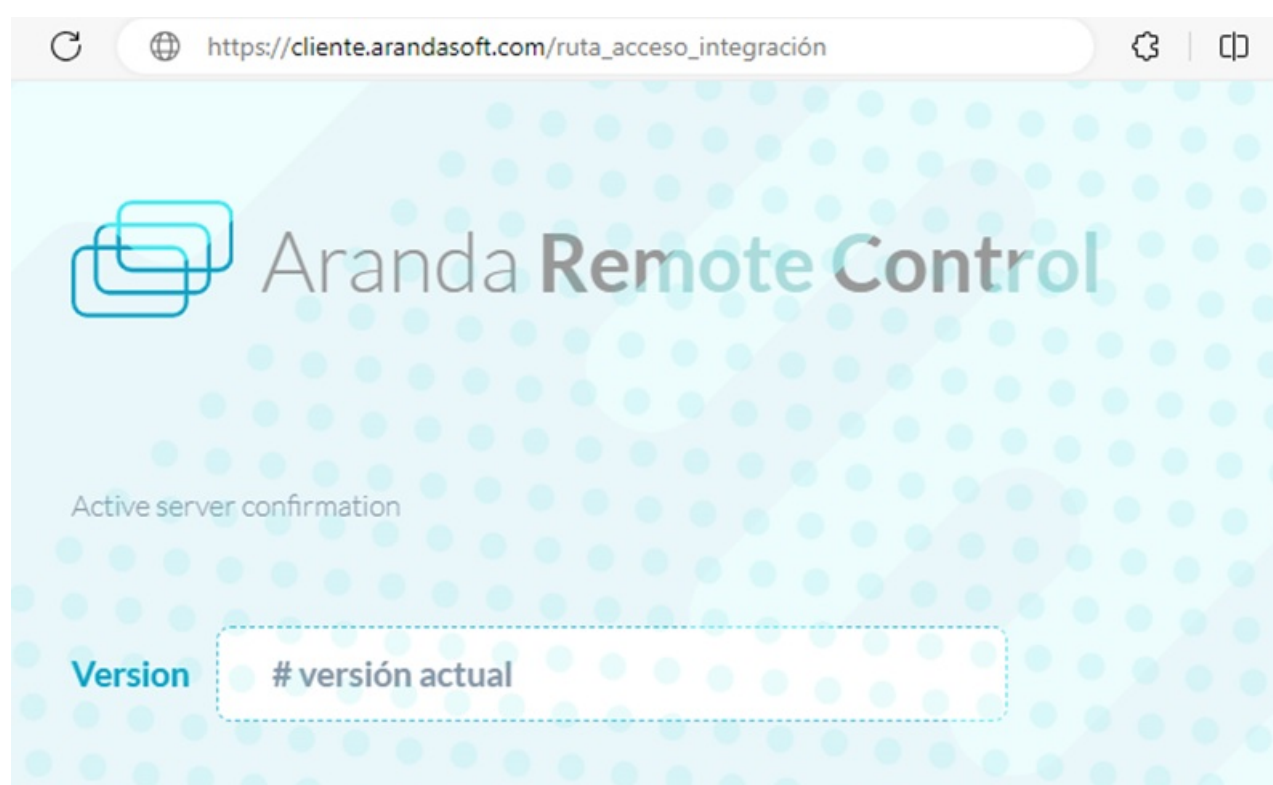 https://cliente.arandasoft.com/ruta_acceso_integración
Aranda Remote Control
Active server confirmation
Version # versión actual